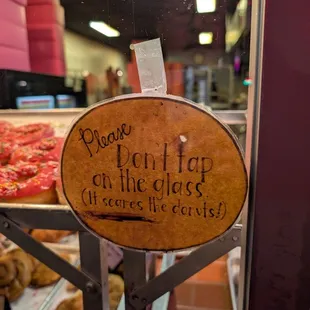 Please
Don't tap
on the glass
(It scares the donuts!)